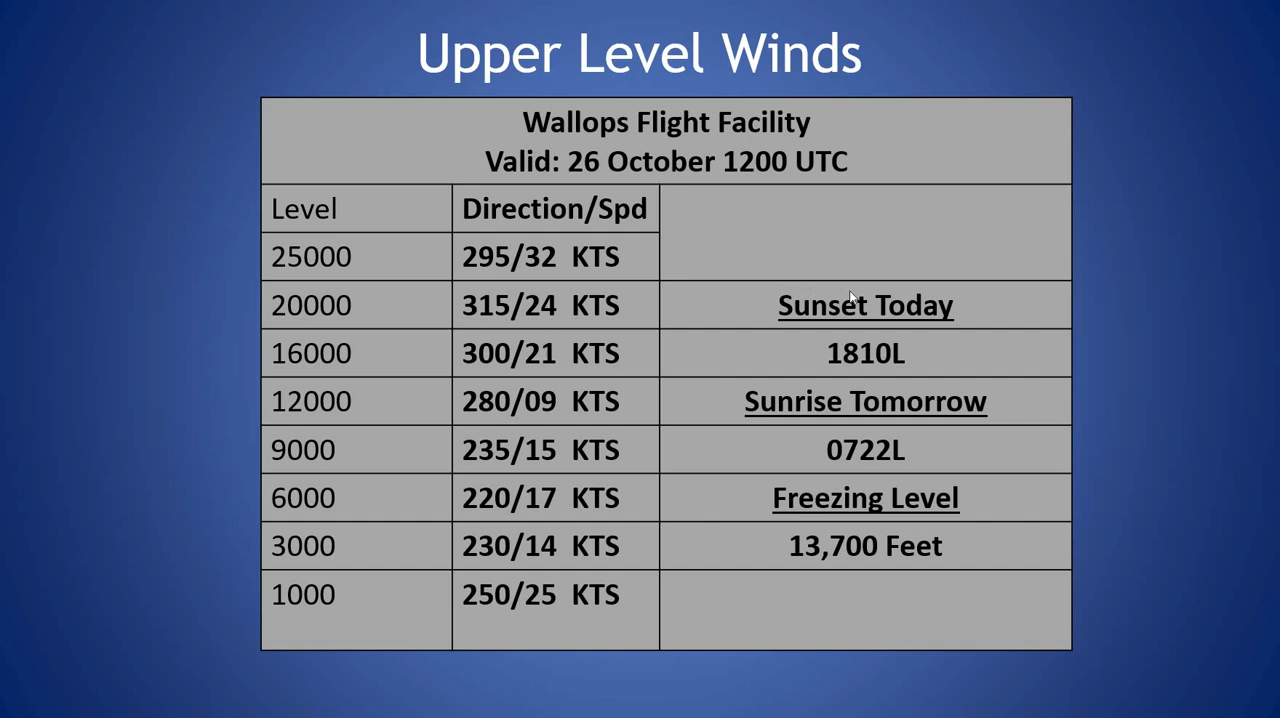 Upper Level Winds
Wallops Flight Facility
Valid: 26 October 1200 UTC
Level Direction/Spd
25000 295/32 KTS
20000 315/24 KTS Sunset Today
16000 300/21 KTS 1810L
12000 280/09 KTS Sunrise Tomorrow
9000 235/15 KTS 0722L
6000 220/17 KTS Freezing Level
3000 230/14 KTS 13,700 Feet
1000 250/25 KTS